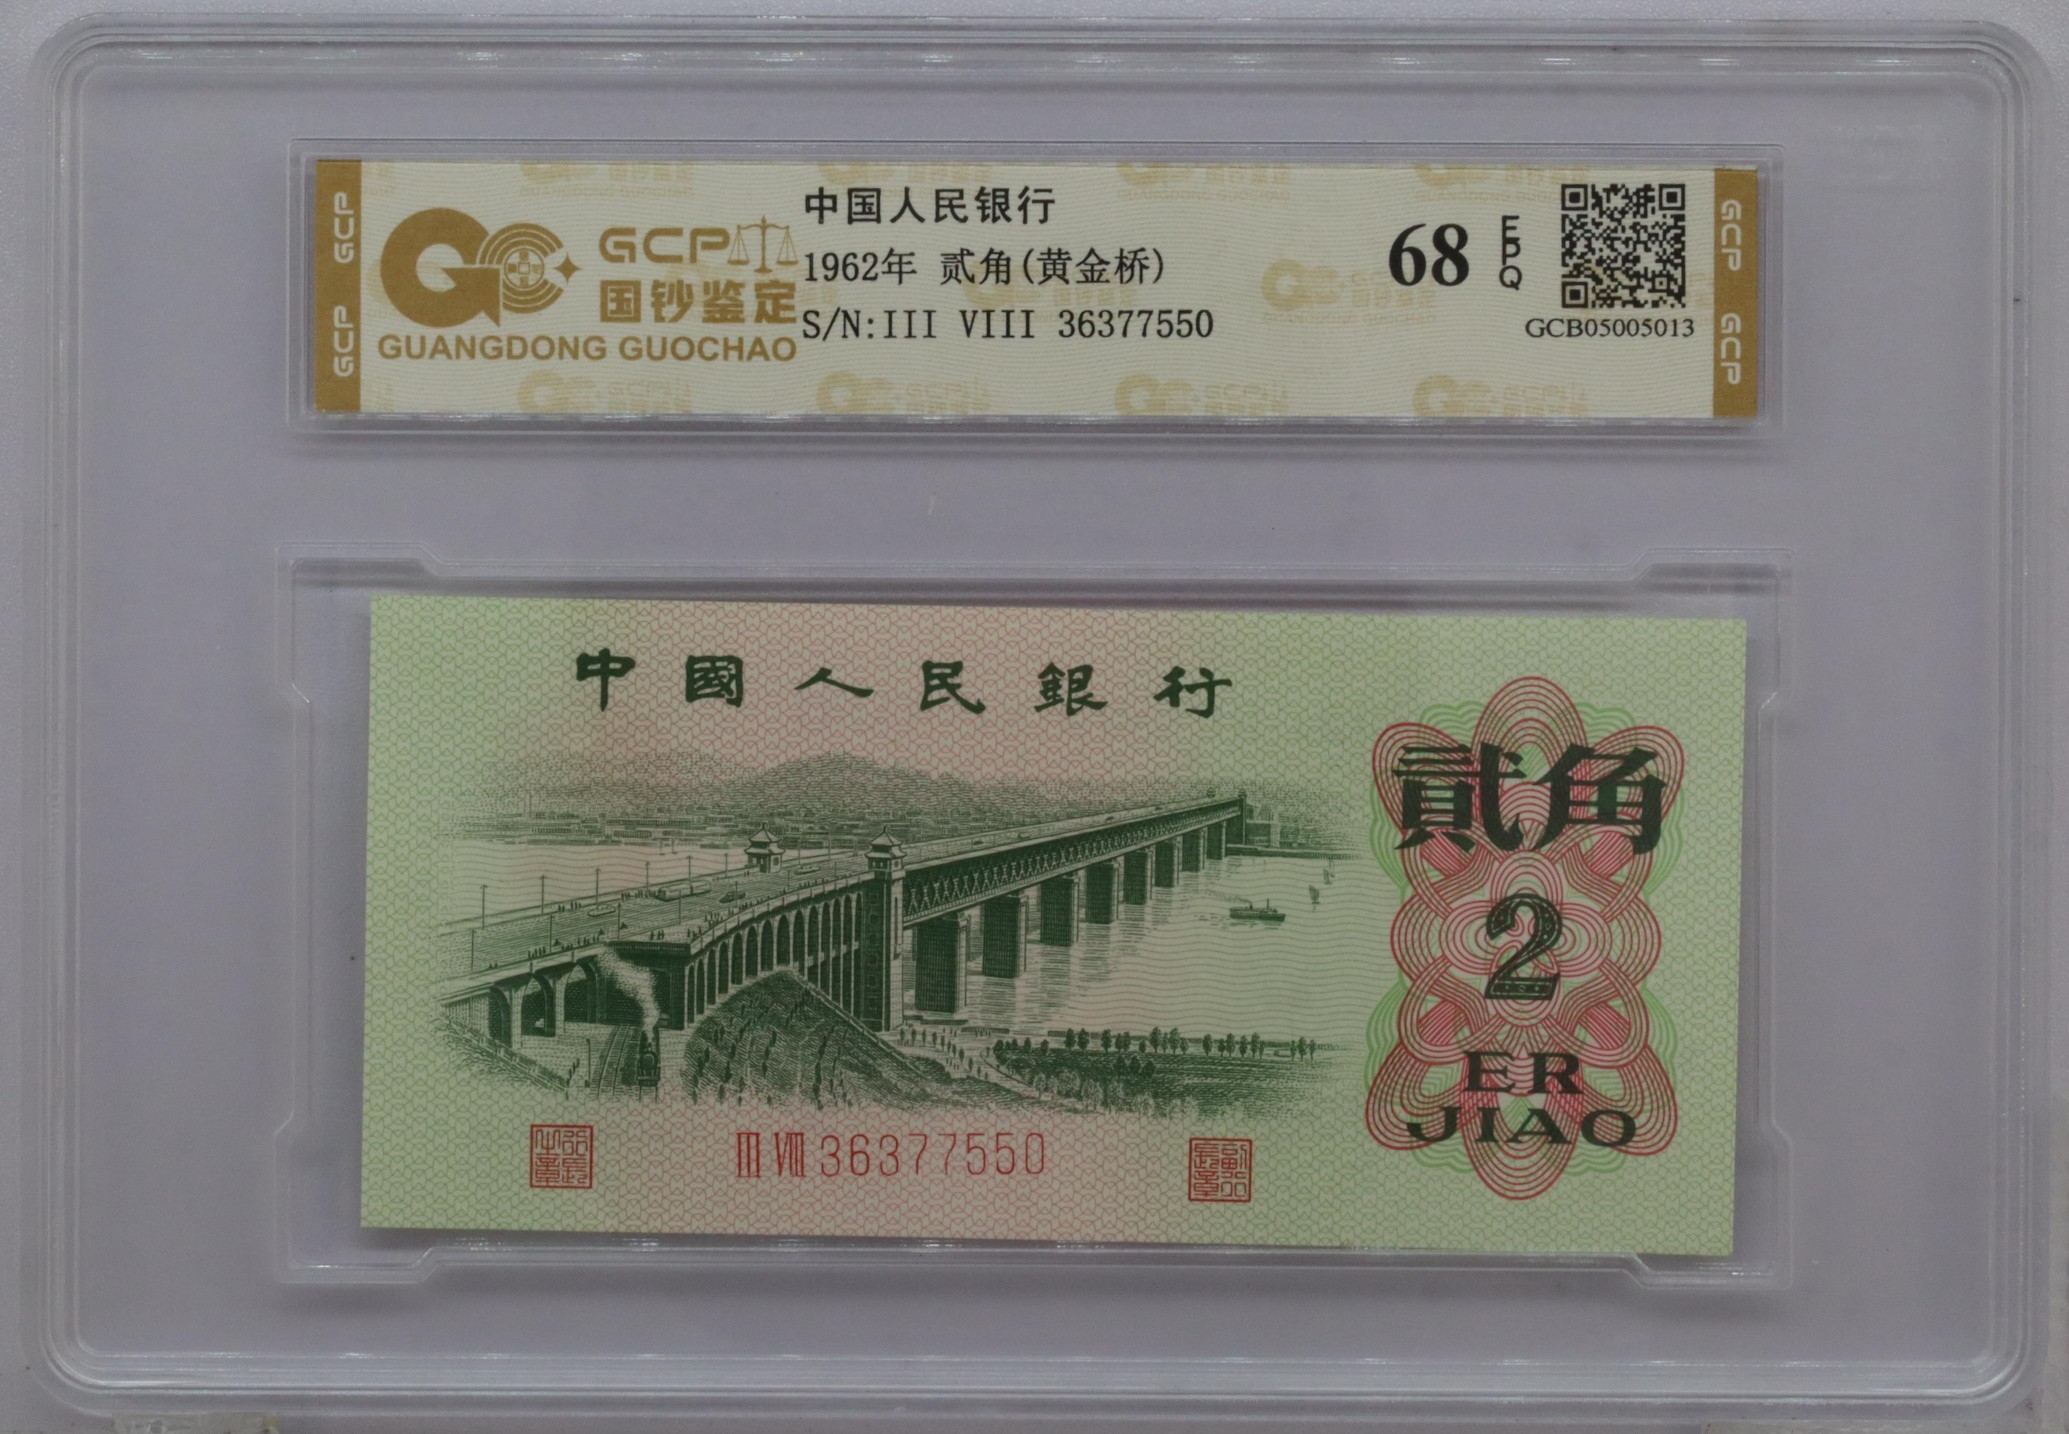 GCP
GCP
GCP
国钞鉴定
GUANGDONG GUOCHAO
中国人民银行
1962年 贰角(黄金桥)
S/N:III VIII 36377550
68
EPQ
GCB05005013
GCP
GCP
中國人民銀行
貳角
2
ER
JIAO
III VIII 36377550